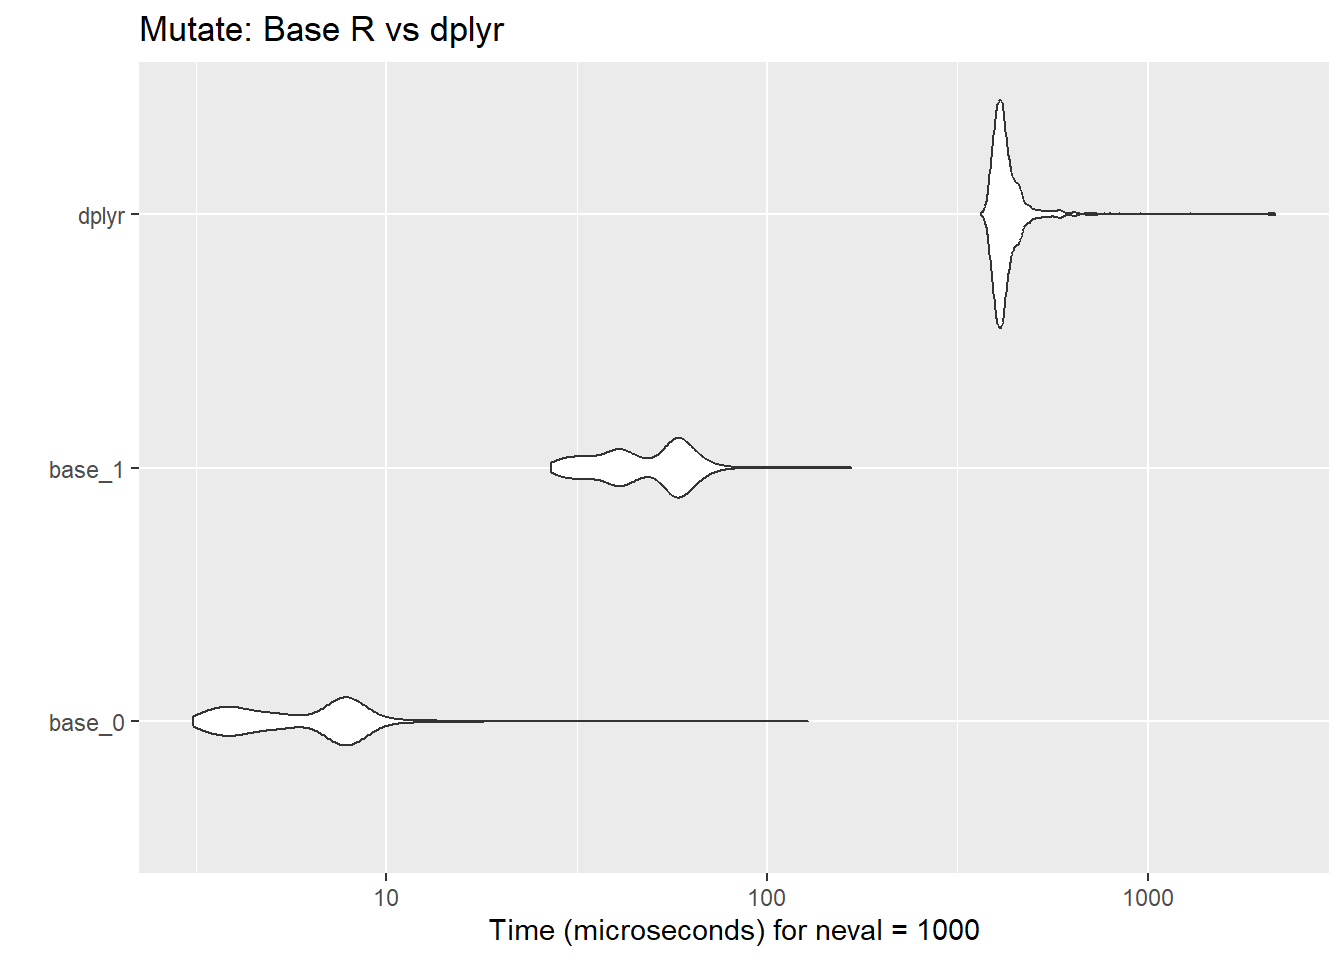 Mutate: Base R vs dplyr
dplyr
base_1
base_0
10
100
1000
Time (microseconds) for neval = 1000